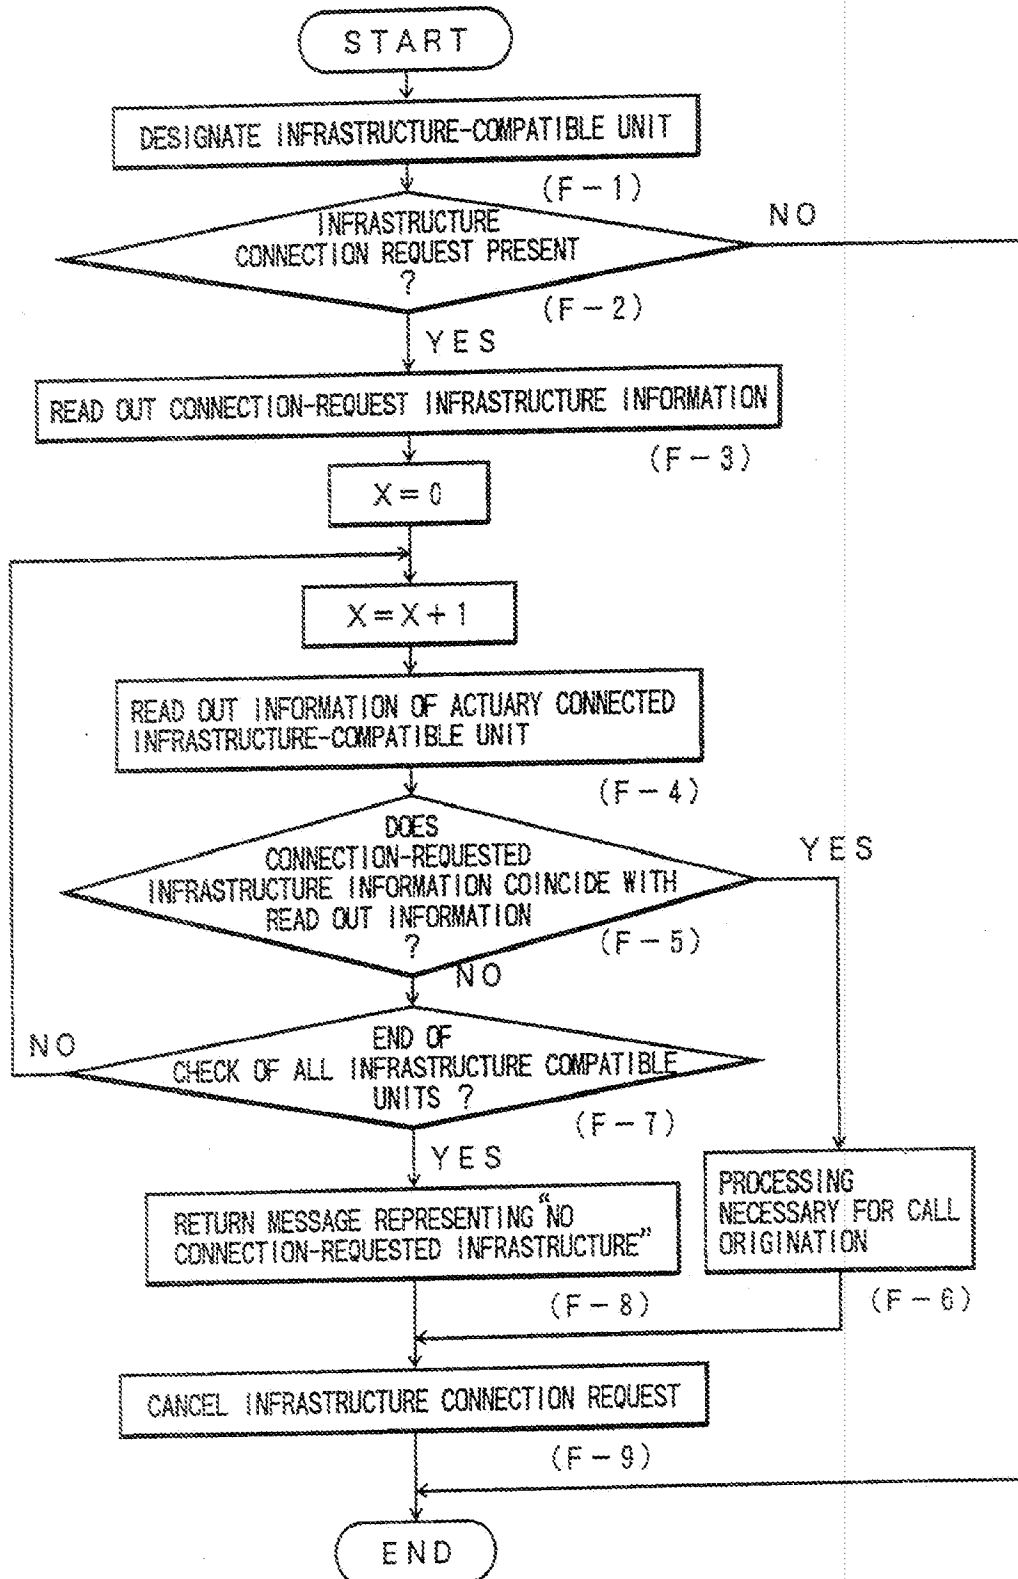 START
DESIGNATE INFRASTRUCTURE-COMPATIBLE UNIT
(F-1)
INFRASTRUCTURE
CONNECTION REQUEST PRESENT
?
NO
(F-2)
YES
READ OUT CONNECTION-REQUEST INFRASTRUCTURE INFORMATION
(F-3)
X=0
X=X+1
READ OUT INFORMATION OF ACTUARY CONNECTED
INFRASTRUCTURE-COMPATIBLE UNIT
(F-4)
DOES
CONNECTION-REQUESTED
INFRASTRUCTURE INFORMATION COINCIDE WITH
READ OUT INFORMATION
?
YES
(F-5)
NO
END OF
CHECK OF ALL INFRASTRUCTURE COMPATIBLE
UNITS ?
NO
(F-7)
YES
RETURN MESSAGE REPRESENTING "NO
CONNECTION-REQUESTED INFRASTRUCTURE"
(F-8)
PROCESSING
NECESSARY FOR CALL
ORIGINATION
(F-6)
CANCEL INFRASTRUCTURE CONNECTION REQUEST
(F-9)
END